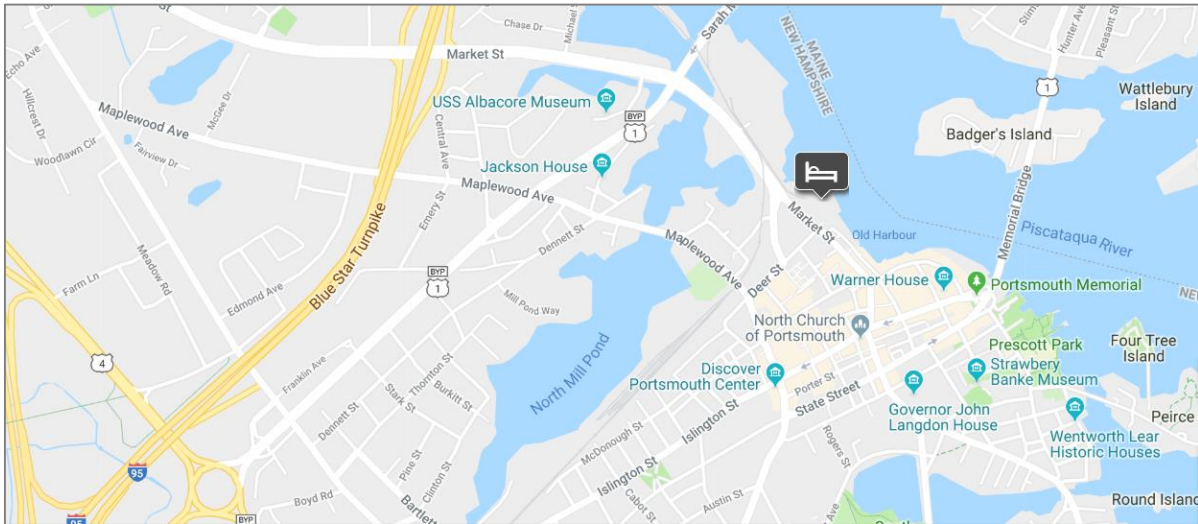 St
Chase Dr
Michael S
Sarah M
Echo Ave
Market St
MAINE
NEW HAMPSHIRE
Hunter Ave
Pleasant St
Hillcrest Dr
McGee Dr
USS Albacore Museum
BYP
1
1
Wattlebury
Island
Maplewood Ave
Central Ave
Badger's Island
Woodlawn Cir
Fairview Dr
Jackson House
Maplewood Ave
Emery St
Market St
Memorial Bridge
Blue Star Turnpike
Dennett St
Maplewood Ave
Old Harbour
Piscataqua River
Meadow Rd
Farm Ln
Edmond Ave
BYP
1
Deer St
Warner House
Portsmouth Memorial
NEW
Mill Pond Way
North Church
of Portsmouth
Prescott Park
Four Tree
Island
4
Franklin Ave
Thornton St
Stark St
Burkitt St
North Mill Pond
Discover
Portsmouth Center
Porter St
State Street
Strawbery
Banke Museum
Governor John
Langdon House
Peirce
Dennett St
Islington St
McDonough St
Rogers St
Wentworth Lear
Historic Houses
Pine St
Clinton St
Islington St
95
Boyd Rd
Bartlett
Cabot St
Austin St
Round Island
95
BYP
Ave
South